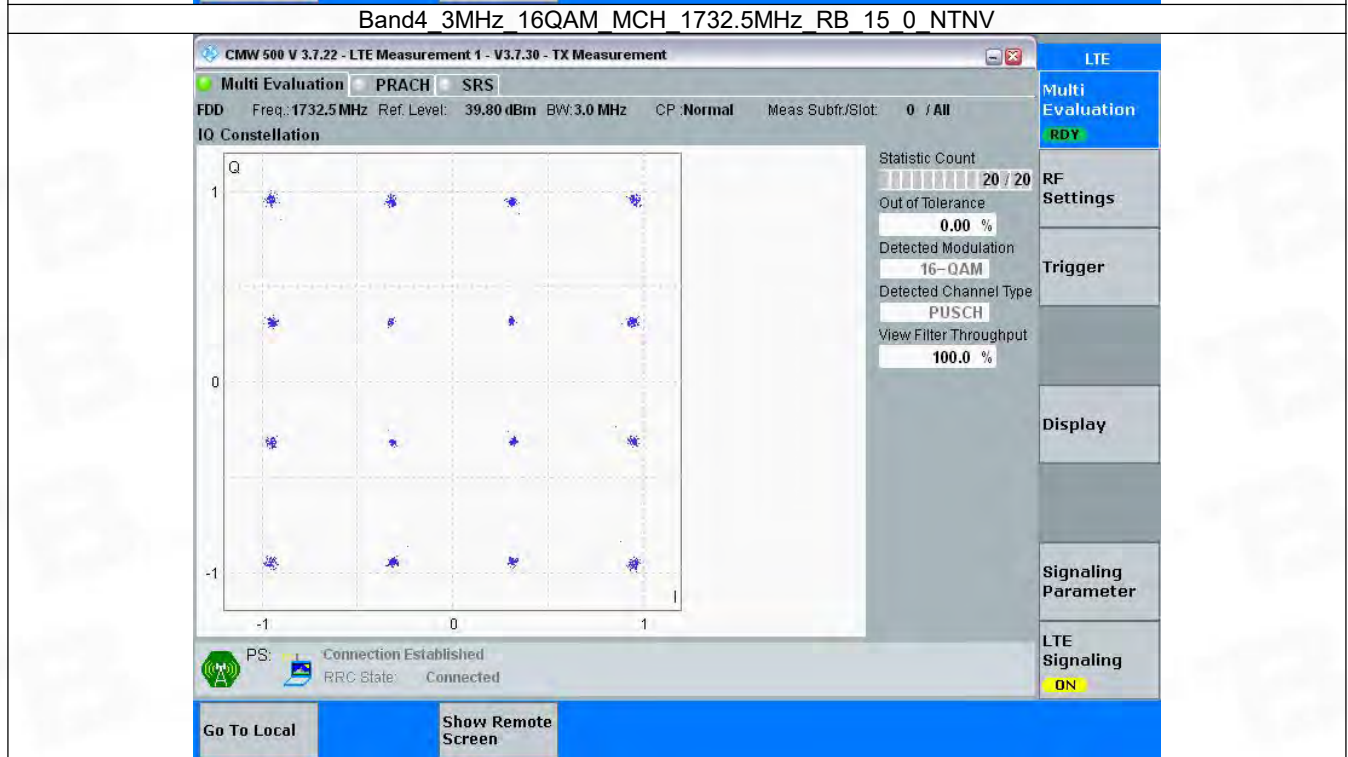 Band4_3MHz_16QAM_MCH_1732.5MHz_RB_15_0_NTNV
CMW 500 V 3.7.22 - LTE Measurement 1 - V3.7.30 - TX Measurement
LTE
Multi Evaluation PRACH SRS
Multi
Evaluation
RDY
FDD Freq.: 1732.5 MHz Ref. Level: 39.80 dBm BW: 3.0 MHz CP :Normal Meas Subfr./Slot: 0 / All
IQ Constellation
Q
1
0
-1
-1 0 1
I
Statistic Count
20 / 20
Out of Tolerance
0.00 %
Detected Modulation
16-QAM
Detected Channel Type
PUSCH
View Filter Throughput
100.0 %
RF
Settings
Trigger
Display
Signaling
Parameter
LTE
Signaling
ON
PS: Connection Established
RRC State: Connected
Go To Local
Show Remote
Screen